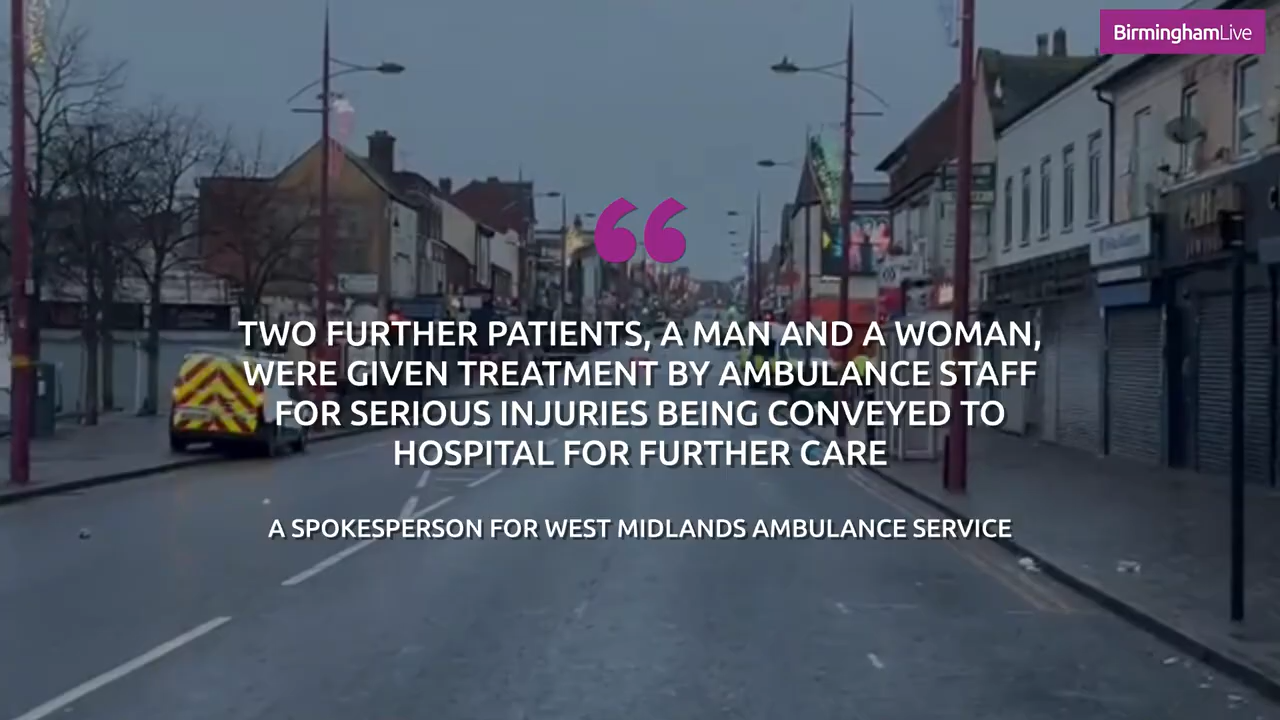 BirminghamLive
TWO FURTHER PATIENTS, A MAN AND A WOMAN,
WERE GIVEN TREATMENT BY AMBULANCE STAFF
FOR SERIOUS INJURIES BEING CONVEYED TO
HOSPITAL FOR FURTHER CARE
A SPOKESPERSON FOR WEST MIDLANDS AMBULANCE SERVICE